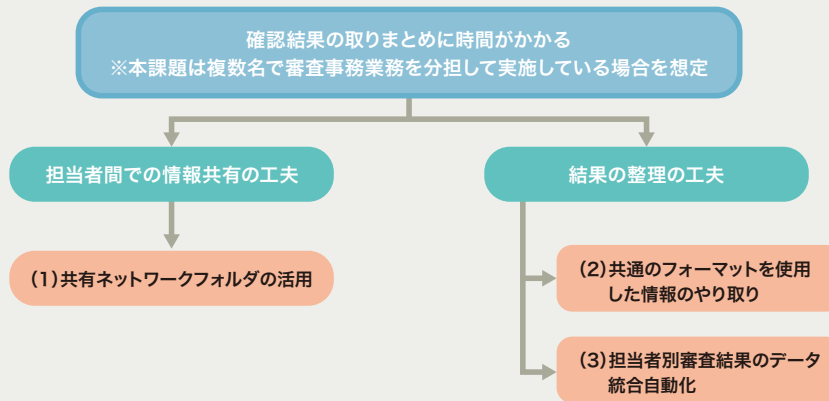 確認結果の取りまとめに時間がかかる
※本課題は複数名で審査事務業務を分担して実施している場合を想定
担当者間での情報共有の工夫
結果の整理の工夫
(1)共有ネットワークフォルダの活用
(2)共通のフォーマットを使用
した情報のやり取り
(3)担当者別審査結果のデータ
統合自動化